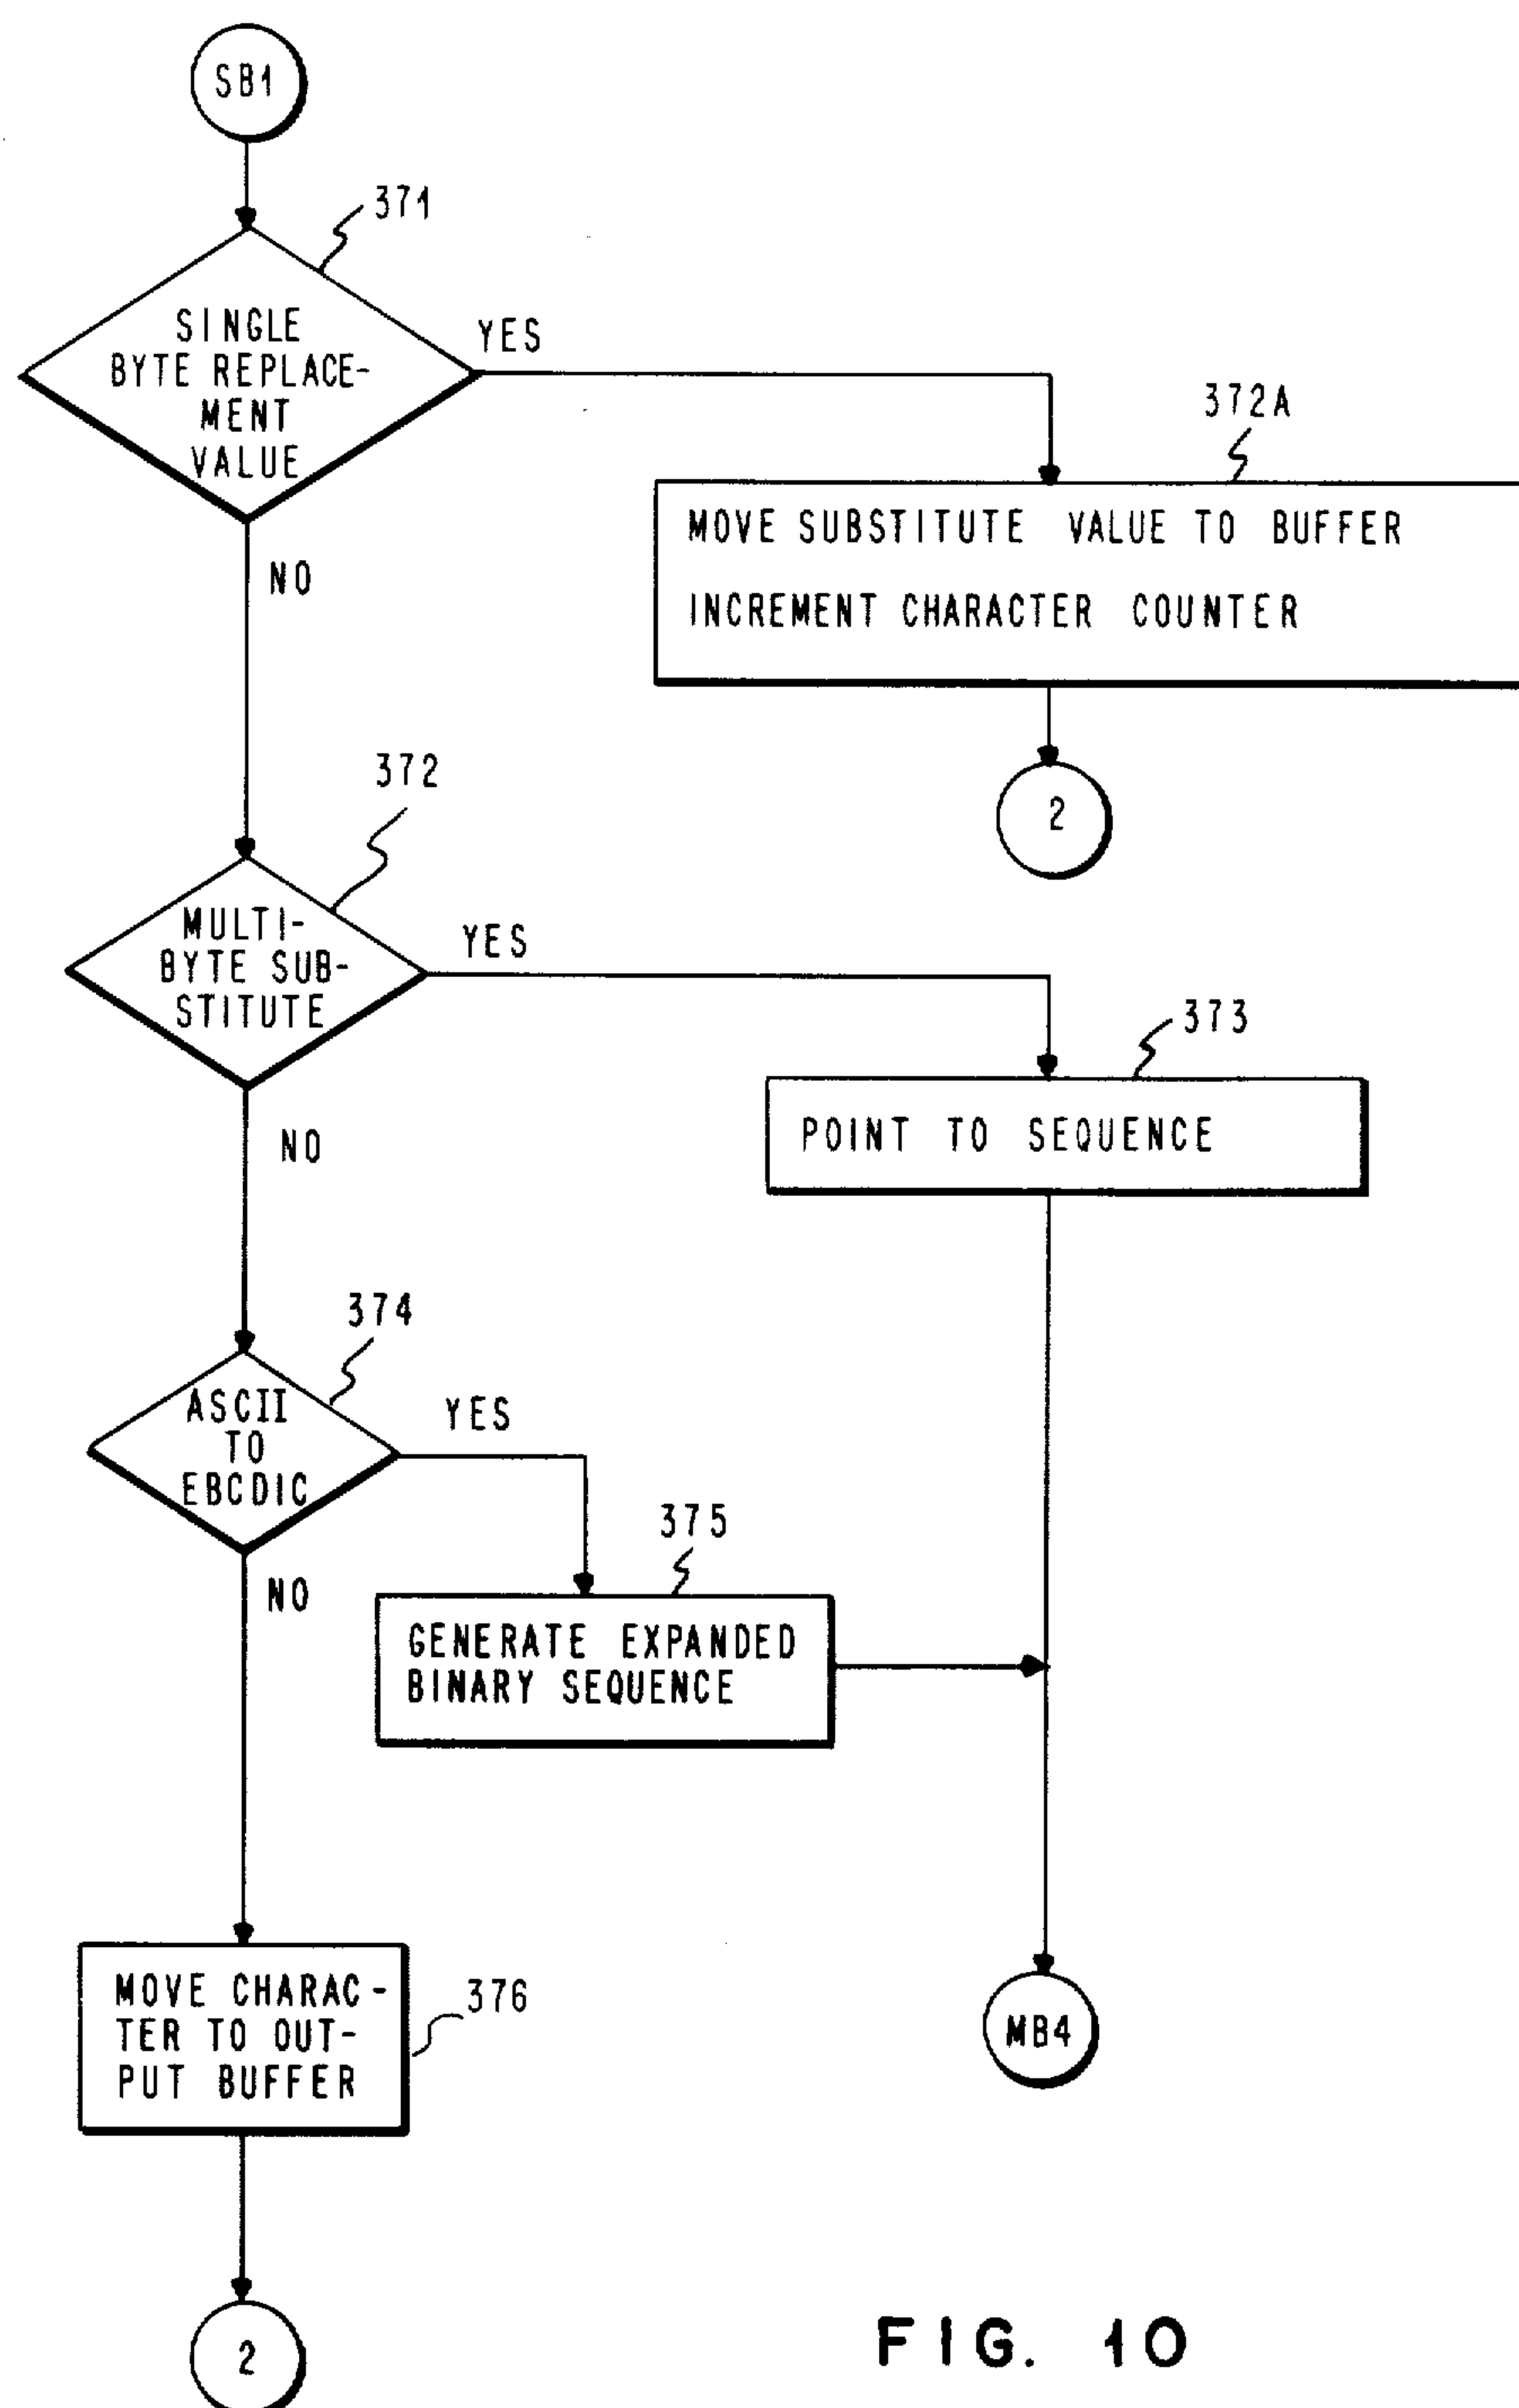 SB1
371
SINGLE
BYTE REPLACE-
MENT
VALUE
YES
NO
372A
MOVE SUBSTITUTE VALUE TO BUFFER
INCREMENT CHARACTER COUNTER
2
372
MULTI-
BYTE SUB-
STITUTE
YES
NO
373
POINT TO SEQUENCE
374
ASCII
TO
EBCDIC
YES
NO
375
GENERATE EXPANDED
BINARY SEQUENCE
MOVE CHARAC-
TER TO OUT-
PUT BUFFER
376
MB4
2
FIG. 10